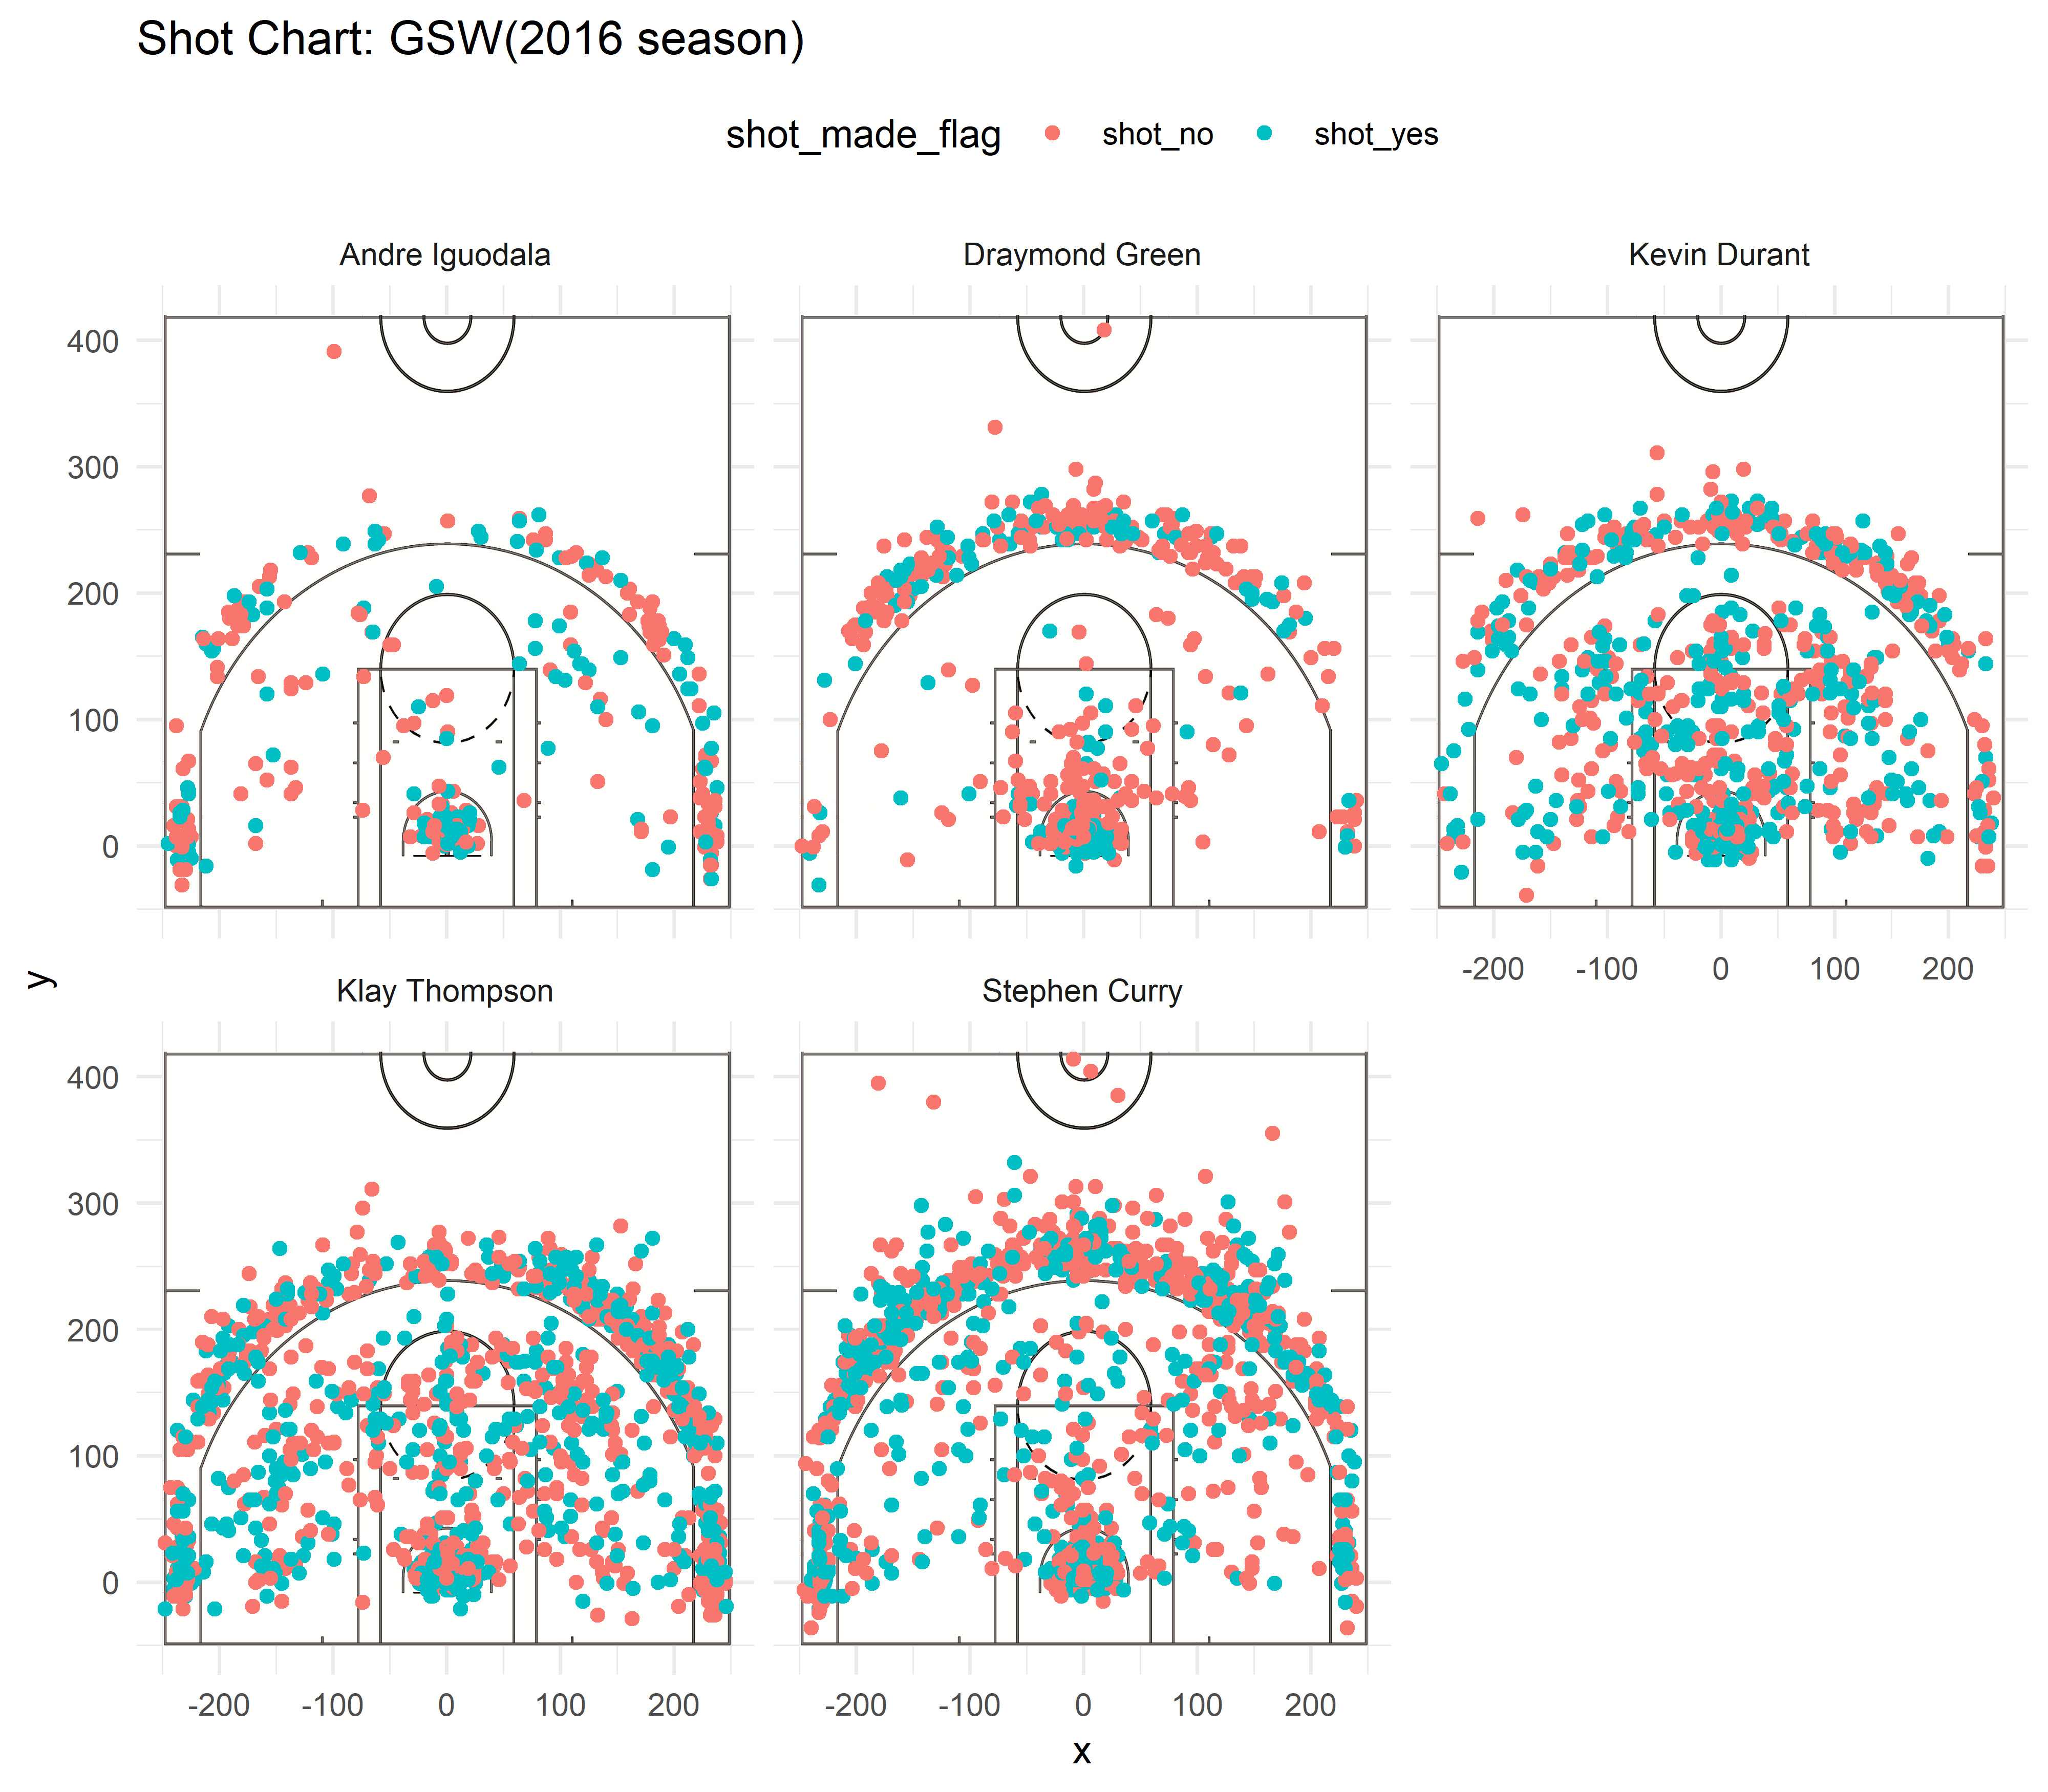 Shot Chart: GSW(2016 season)
shot_made_flag shot_no shot_yes
Andre Iguodala Draymond Green Kevin Durant
400
300
200
100
0
-200 -100 0 100 200
y
Klay Thompson Stephen Curry
400
300
200
100
0
-200 -100 0 100 200 -200 -100 0 100 200
x